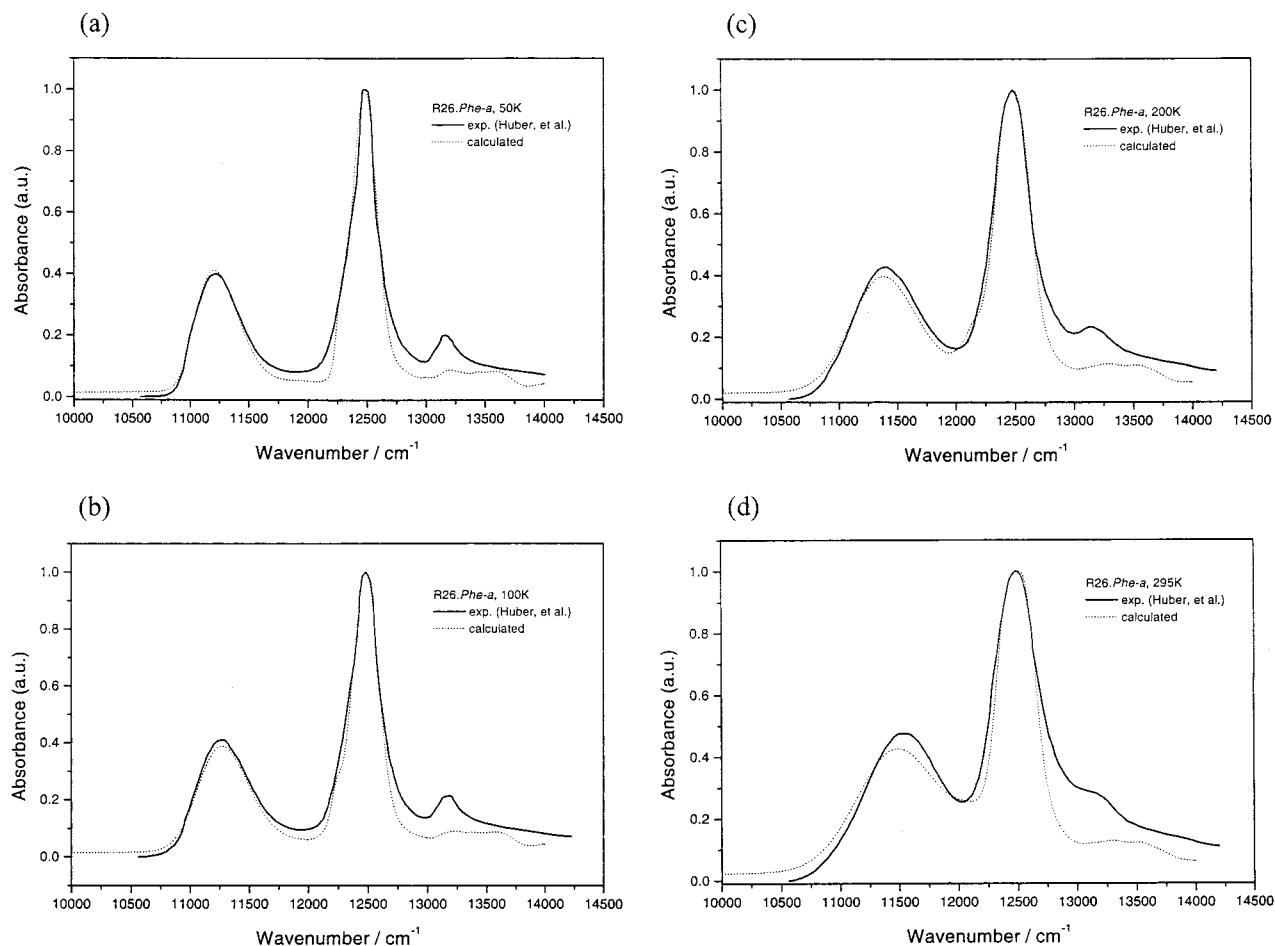 (a)
R26.Phe-a, 50K
exp. (Huber, et al.)
calculated
Absorbance (a.u.)
1.0
0.8
0.6
0.4
0.2
0.0
10000 10500 11000 11500 12000 12500 13000 13500 14000 14500
Wavenumber / cm⁻¹
(b)
R26.Phe-a, 100K
exp. (Huber, et al.)
calculated
Absorbance (a.u.)
1.0
0.8
0.6
0.4
0.2
0.0
10000 10500 11000 11500 12000 12500 13000 13500 14000 14500
Wavenumber / cm⁻¹
(c)
R26.Phe-a, 200K
exp. (Huber, et al.)
calculated
Absorbance (a.u.)
1.0
0.8
0.6
0.4
0.2
0.0
10000 10500 11000 11500 12000 12500 13000 13500 14000 14500
Wavenumber / cm⁻¹
(d)
R26.Phe-a, 295K
exp. (Huber, et al.)
calculated
Absorbance (a.u.)
1.0
0.8
0.6
0.4
0.2
0.0
10000 10500 11000 11500 12000 12500 13000 13500 14000 14500
Wavenumber / cm⁻¹